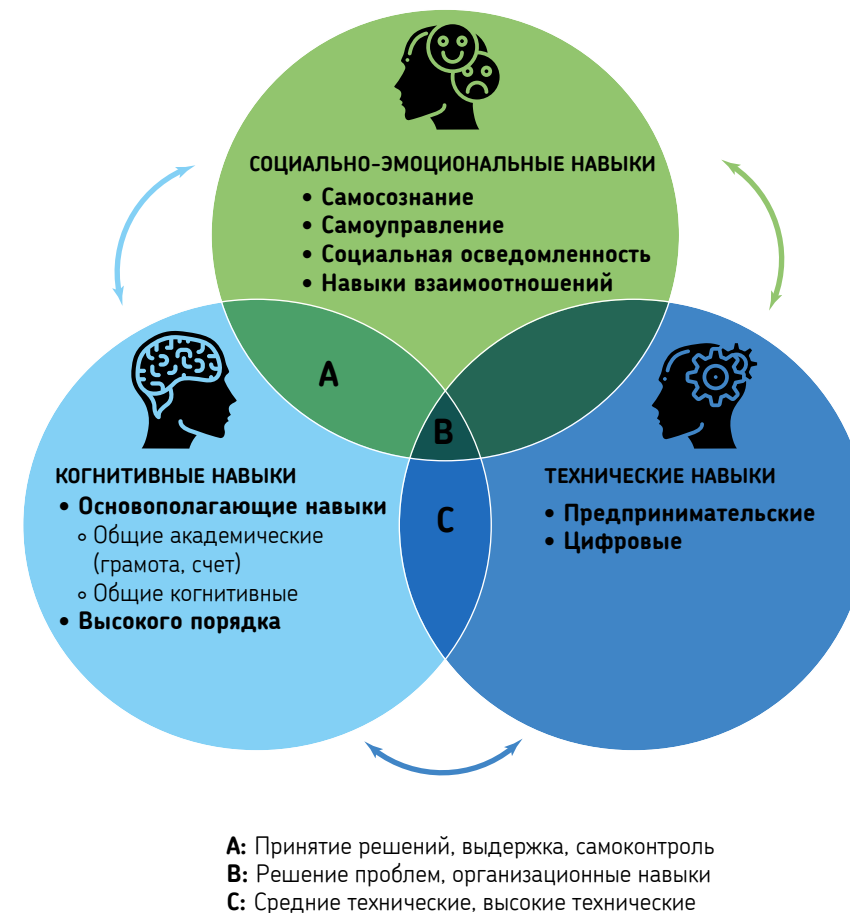 СОЦИАЛЬНО-ЭМОЦИОНАЛЬНЫЕ НАВЫКИ
• Самосознание
• Самоуправление
• Социальная осведомленность
• Навыки взаимоотношений
A
B
C
КОГНИТИВНЫЕ НАВЫКИ
• Основополагающие навыки
∘ Общие академические
(грамота, счет)
∘ Общие когнитивные
• Высокого порядка
ТЕХНИЧЕСКИЕ НАВЫКИ
• Предпринимательские
• Цифровые
A: Принятие решений, выдержка, самоконтроль
B: Решение проблем, организационные навыки
C: Средние технические, высокие технические